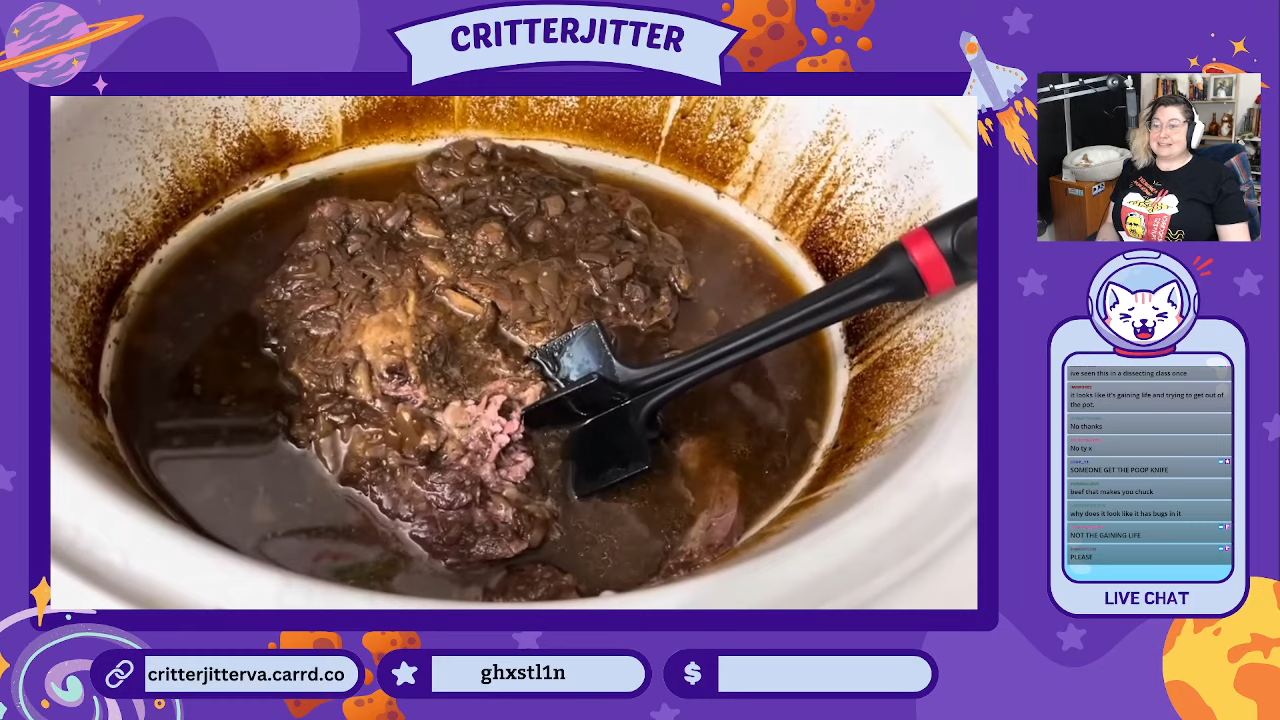 CRITTERJITTER
ive seen this in a dissecting class once
it looks like it's gaining life and trying to get out of
the pot.
No thanks
No ty x
SOMEONE GET THE POOP KNIFE
beef that makes you chuck
why does it look like it has bugs in it
NOT THE GAINING LIFE
PLEASE
LIVE CHAT
critterjitterva.carrd.co
ghxstl1n
$